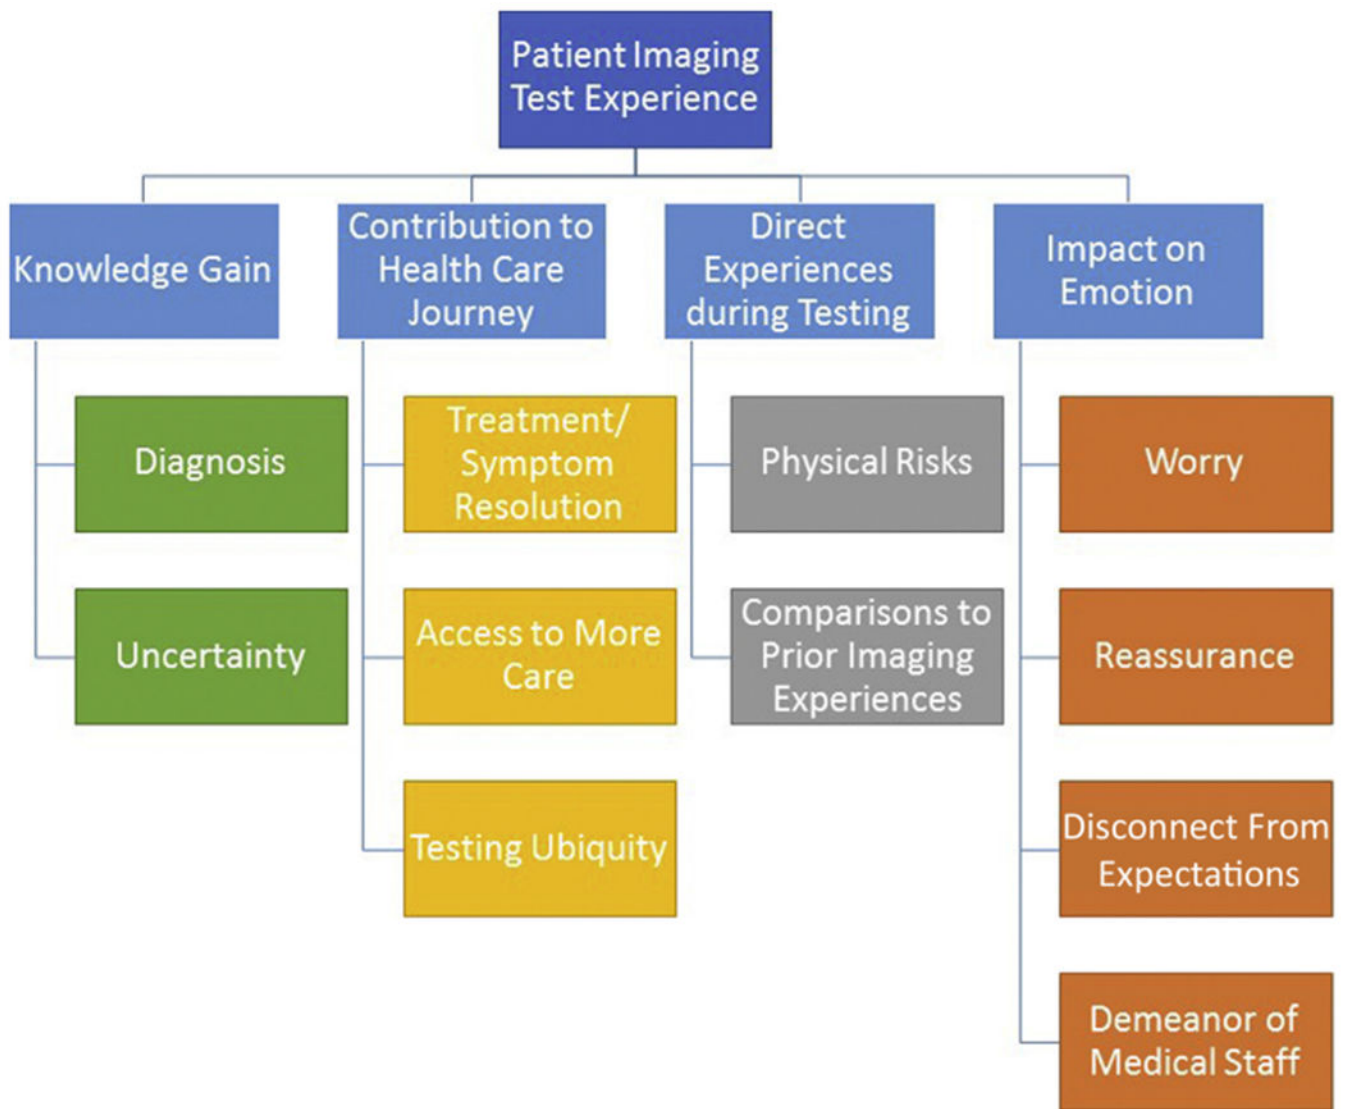 Patient Imaging
Test Experience
Knowledge Gain
Contribution to
Health Care
Journey
Direct
Experiences
during Testing
Impact on
Emotion
Diagnosis
Uncertainty
Treatment/
Symptom
Resolution
Access to More
Care
Testing Ubiquity
Physical Risks
Comparisons to
Prior Imaging
Experiences
Worry
Reassurance
Disconnect From
Expectations
Demeanor of
Medical Staff